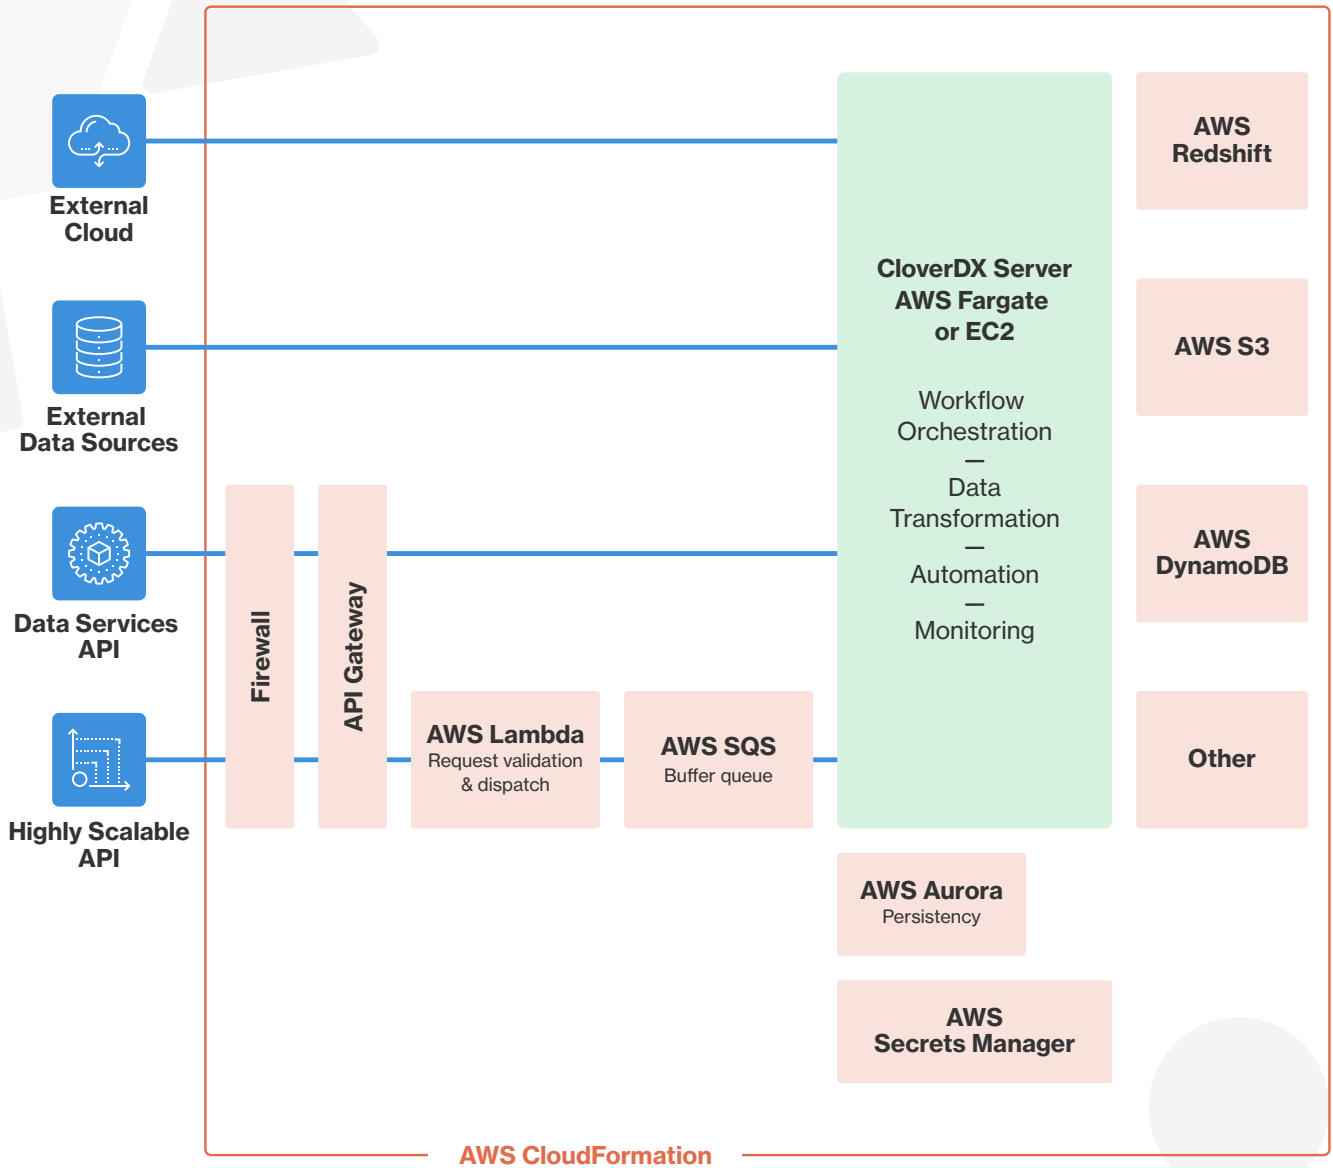 External
Cloud
External
Data Sources
Data Services
API
Highly Scalable
API
Firewall
API Gateway
AWS Lambda
Request validation
& dispatch
AWS SQS
Buffer queue
CloverDX Server
AWS Fargate
or EC2
Workflow
Orchestration
—
Data
Transformation
—
Automation
—
Monitoring
AWS
Redshift
AWS S3
AWS
DynamoDB
Other
AWS Aurora
Persistency
AWS
Secrets Manager
AWS CloudFormation